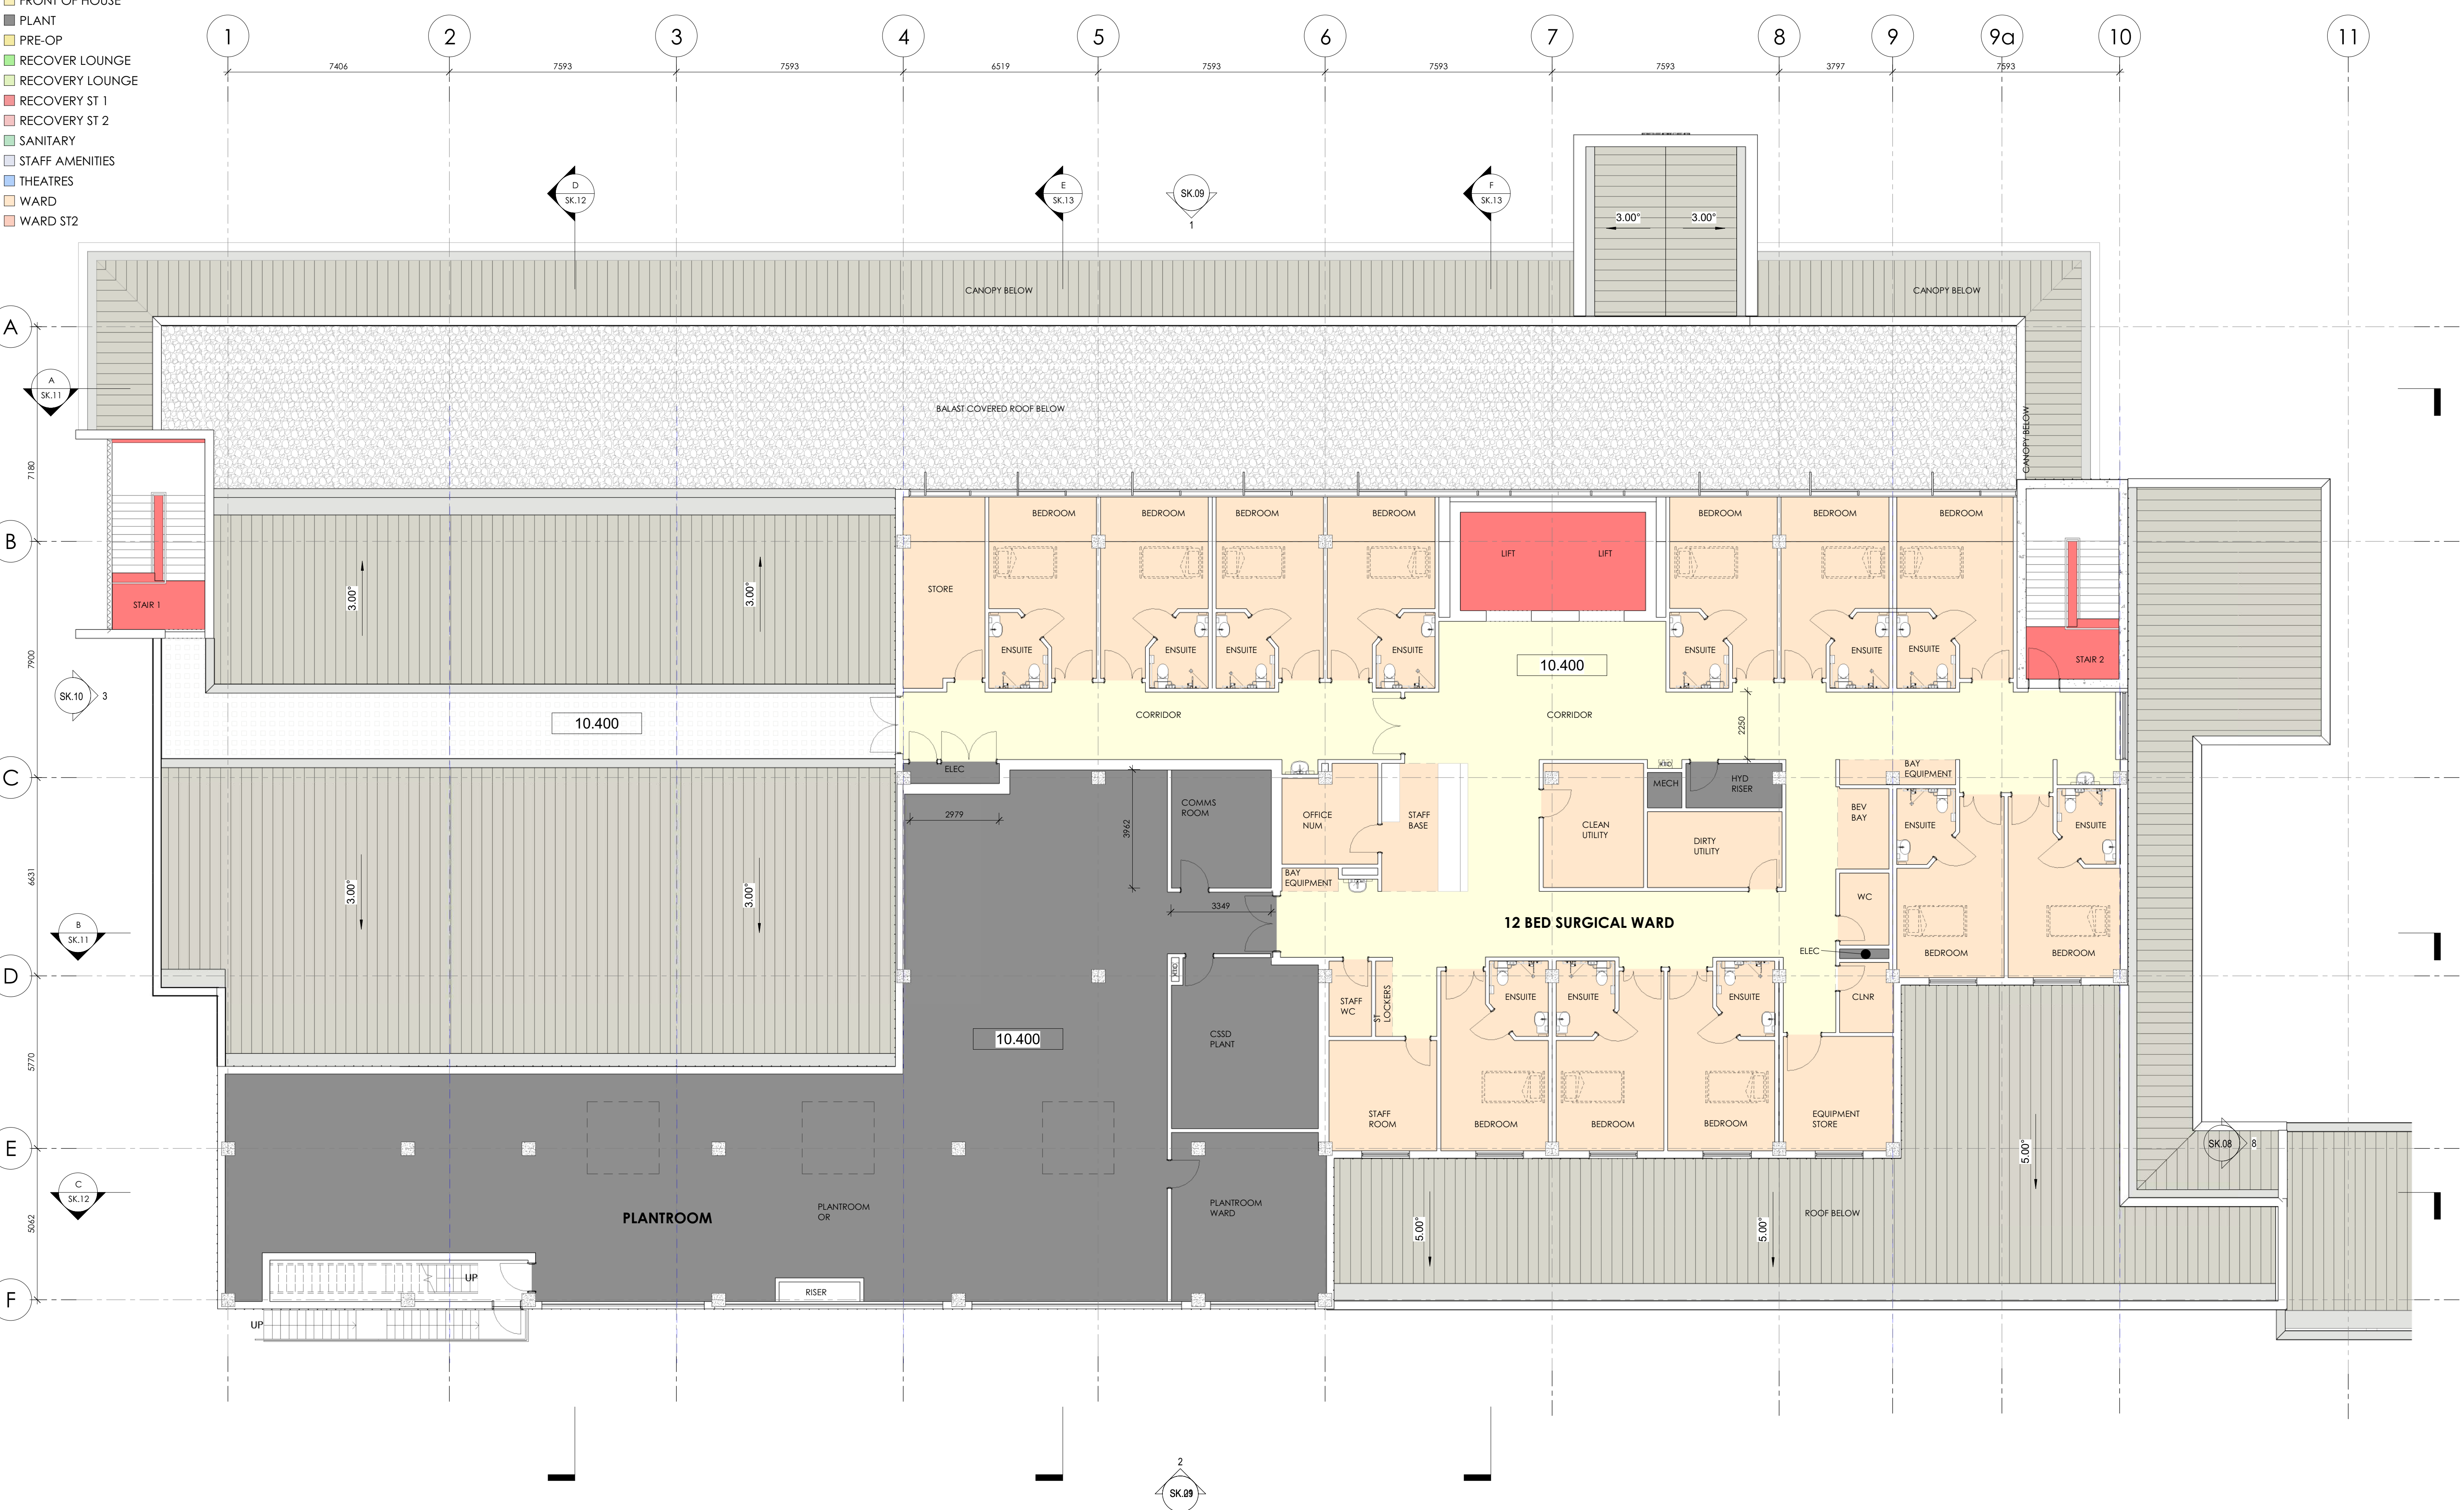 FRONT OF HOUSE
PLANT
PRE-OP
RECOVER LOUNGE
RECOVERY LOUNGE
RECOVERY ST 1
RECOVERY ST 2
SANITARY
STAFF AMENITIES
THEATRES
WARD
WARD ST2
1
2
3
4
5
6
7
8
9
9a
10
11
7406
7593
7593
6519
7593
7593
7593
3797
7593
D
SK.12
E
SK.13
SK.09
1
F
SK.13
3.00°
3.00°
CANOPY BELOW
CANOPY BELOW
A
A
SK.11
BALAST COVERED ROOF BELOW
CANOPY BELOW
7180
B
BEDROOM
BEDROOM
BEDROOM
BEDROOM
BEDROOM
BEDROOM
BEDROOM
LIFT
LIFT
STORE
3.00°
3.00°
STAIR 1
ENSUITE
ENSUITE
ENSUITE
ENSUITE
ENSUITE
ENSUITE
ENSUITE
STAIR 2
10.400
7900
SK.10
3
10.400
CORRIDOR
CORRIDOR
2250
C
ELEC
COMMS
ROOM
2979
3962
OFFICE
NUM
STAFF
BASE
CLEAN
UTILITY
MECH
HYD
RISER
DIRTY
UTILITY
BAY
EQUIPMENT
BEV
BAY
ENSUITE
ENSUITE
6631
3.00°
3.00°
BAY
EQUIPMENT
WC
3349
12 BED SURGICAL WARD
B
SK.11
ELEC
BEDROOM
BEDROOM
D
STAFF
WC
ST
LOCKERS
ENSUITE
ENSUITE
ENSUITE
CLNR
10.400
CSSD
PLANT
5770
STAFF
ROOM
BEDROOM
BEDROOM
BEDROOM
EQUIPMENT
STORE
E
5.00°
SK.08
8
C
SK.12
PLANTROOM
PLANTROOM
OR
PLANTROOM
WARD
5062
5.00°
5.00°
ROOF BELOW
UP
RISER
F
UP
2